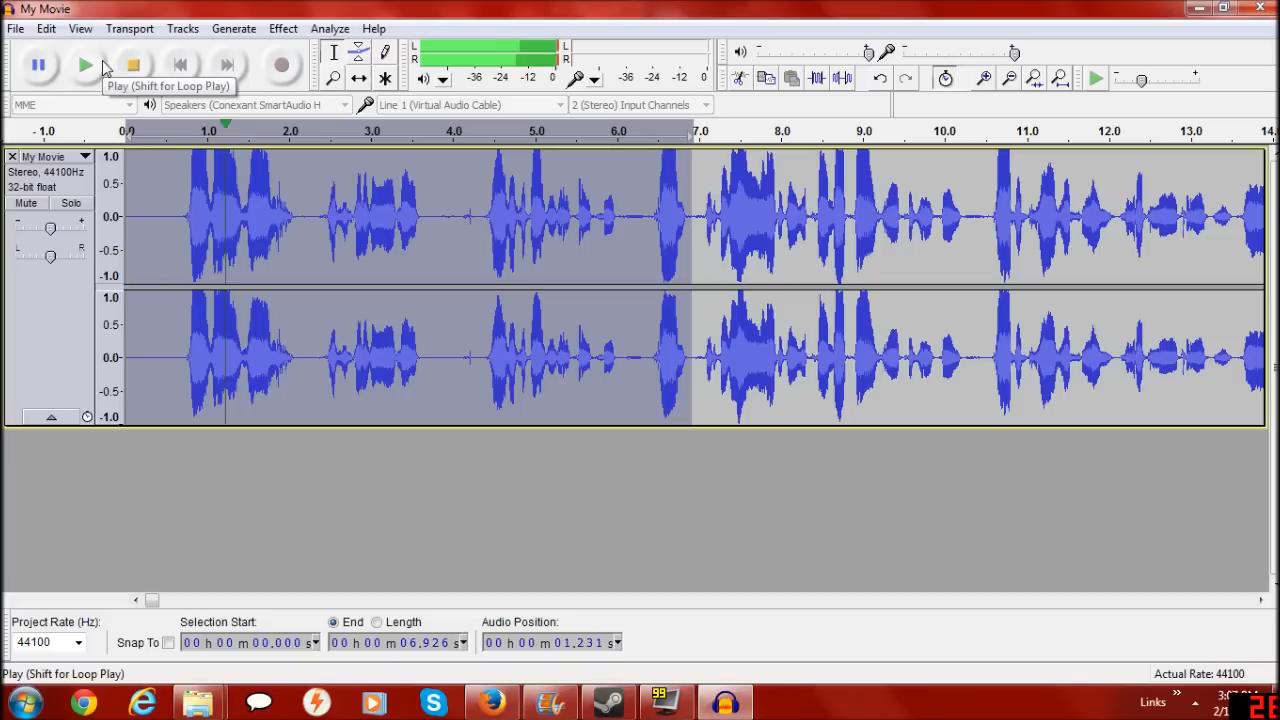 My Movie
File Edit View Transport Tracks Generate Effect Analyze Help
L L
R R
-36 -24 -12 0 -36 -24 -12 0
Play (Shift for Loop Play)
MME Speakers (Conexant SmartAudio H Line 1 (Virtual Audio Cable) 2 (Stereo) Input Channels
- 1.0 0.0 1.0 2.0 3.0 4.0 5.0 6.0 7.0 8.0 9.0 10.0 11.0 12.0 13.0 14.
My Movie 1.0
Stereo, 44100Hz
32-bit float 0.5-
Mute Solo
- + 0.0-
L R -0.5-
-1.0
1.0
0.5-
0.0-
-0.5-
-1.0
Project Rate (Hz): Selection Start: End Length Audio Position:
44100 Snap To 00 h 00 m 00.000 s 00 h 00 m 06.926 s 00 h 00 m 01.231 s
Play (Shift for Loop Play) Actual Rate: 44100
99
Links